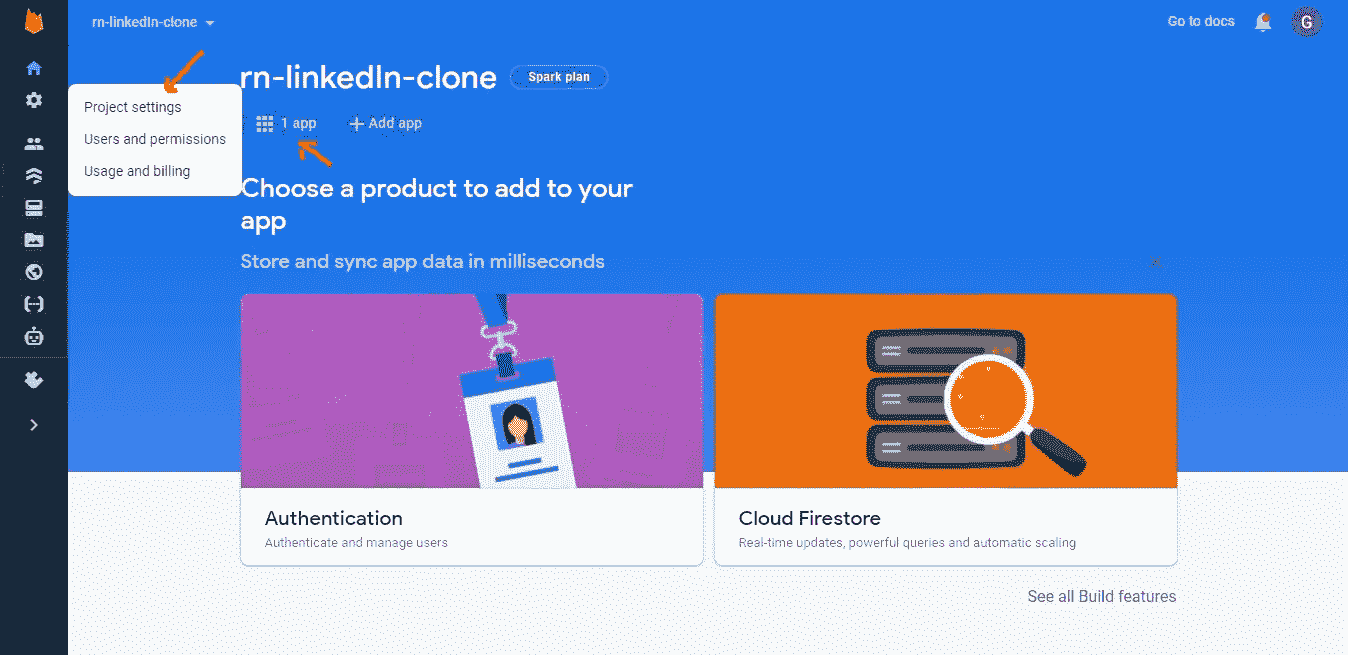 rn-linkedIn-clone
Go to docs
G
rn-linkedIn-clone
Spark plan
Project settings
Users and permissions
Usage and billing
1 app
Add app
Choose a product to add to your
app
Store and sync app data in milliseconds
Authentication
Authenticate and manage users
Cloud Firestore
Real-time updates, powerful queries and automatic scaling
See all Build features